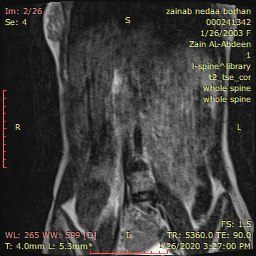 Im: 2/26
Se: 4
S
zainab nedaa borhan
000241342
1/26/2003 F
Zain AL-Abdeen
1
l-spine^library
t2_tse_cor
whole spine
whole spine
R
L
WL: 265 WW: 599 [D]
T: 4.0mm L: 5.3mm*
I
FS: 1.5
TR: 5360.0 TE: 90.0
1/26/2020 3:27:00 PM